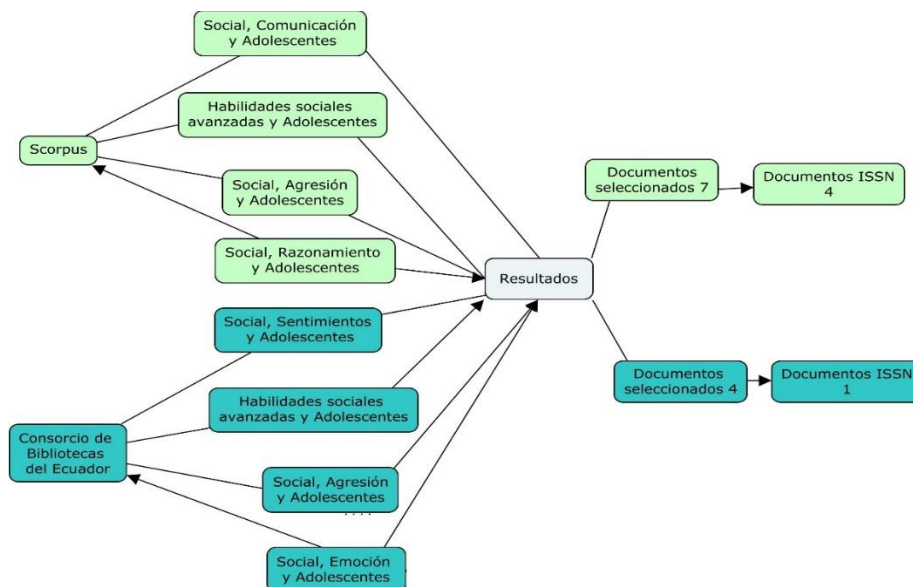 Social, Comunicación
y Adolescentes
Habilidades sociales
avanzadas y Adolescentes
Scorpus
Social, Agresión
y Adolescentes
Social, Razonamiento
y Adolescentes
Resultados
Documentos
seleccionados 7
Documentos ISSN
4
Social, Sentimientos
y Adolescentes
Habilidades sociales
avanzadas y Adolescentes
Consorcio de
Bibliotecas
del Ecuador
Social, Agresión
y Adolescentes
Social, Emoción
y Adolescentes
Documentos
seleccionados 4
Documentos ISSN
1